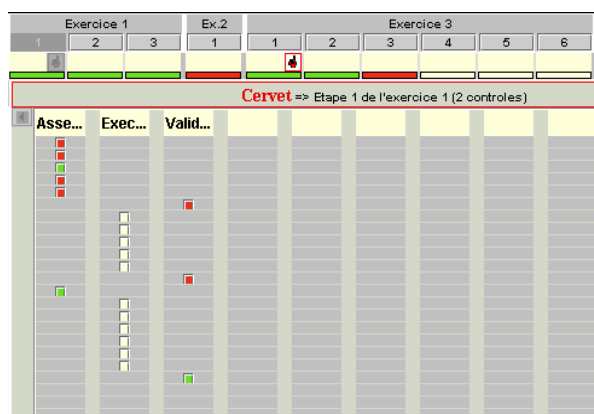 Exercice 1 Ex.2 Exercice 3
1 2 3 1 1 2 3 4 5 6
Cervet => Etape 1 de l'exercice 1 (2 controles)
Asse... Exec... Valid...